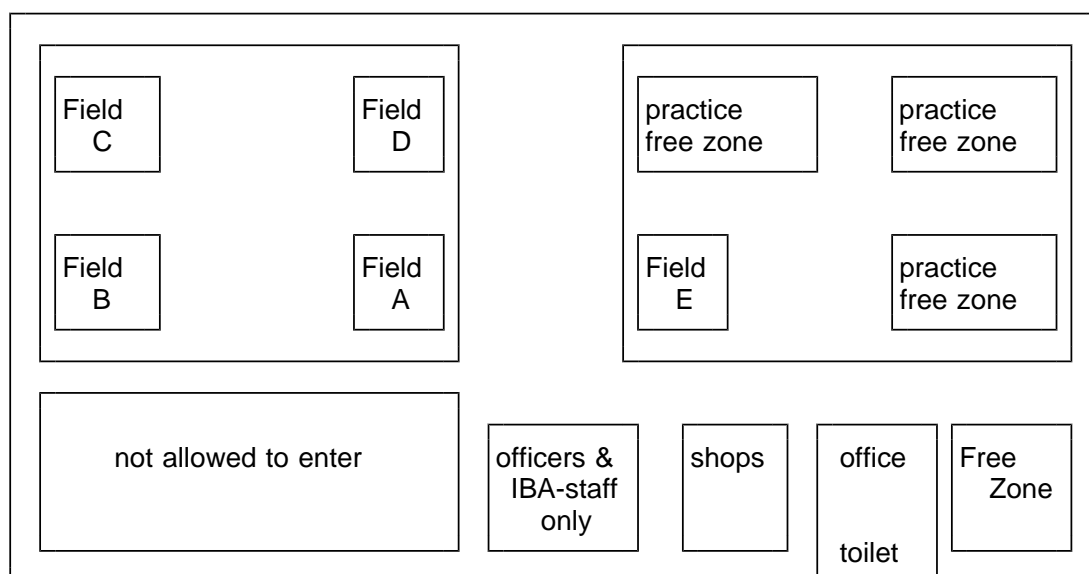 Field
C
Field
D
practice
free zone
practice
free zone
Field
B
Field
A
Field
E
practice
free zone
not allowed to enter
officers &
IBA-staff
only
shops
office
toilet
Free
Zone